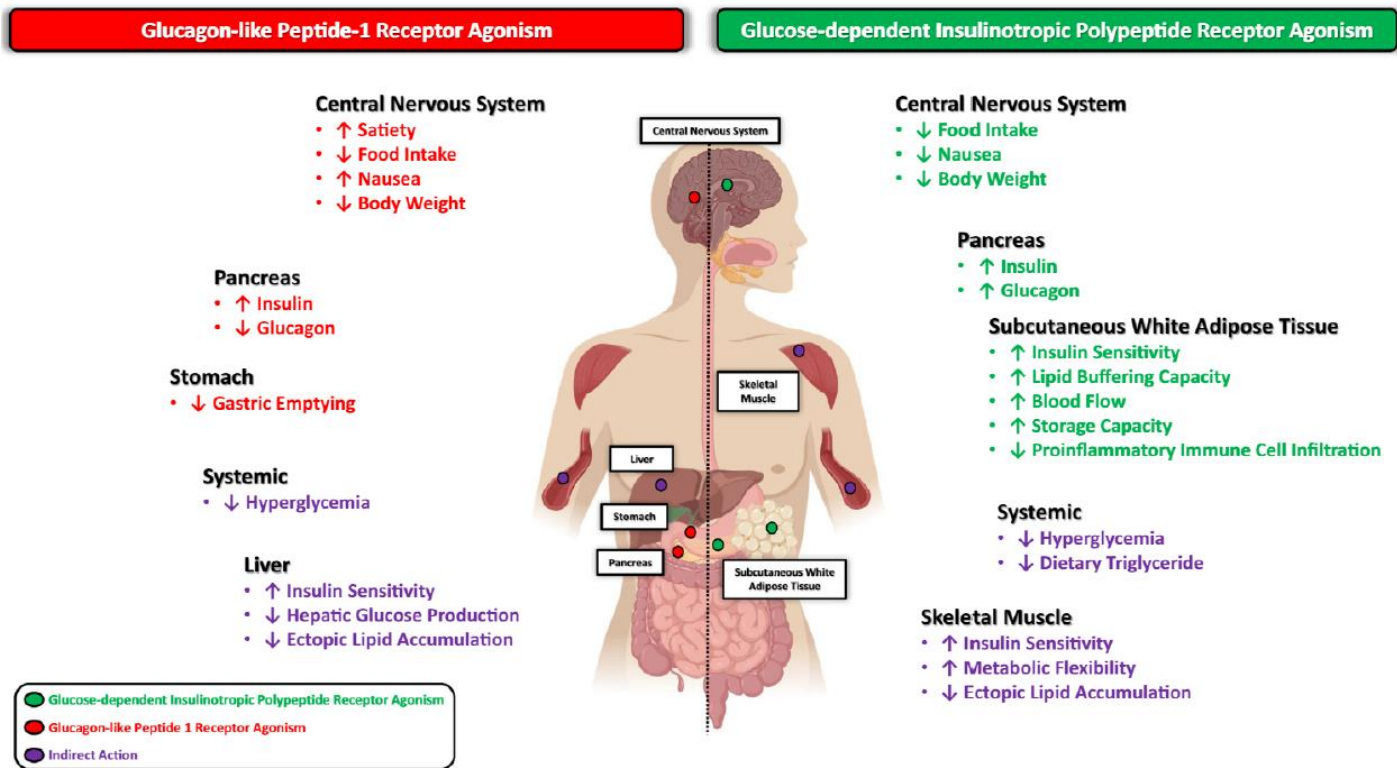 Glucagon-like Peptide-1 Receptor Agonism
Glucose-dependent Insulinotropic Polypeptide Receptor Agonism
Central Nervous System
• ↑ Satiety
• ↓ Food Intake
• ↑ Nausea
• ↓ Body Weight
Pancreas
• ↑ Insulin
• ↓ Glucagon
Stomach
• ↓ Gastric Emptying
Systemic
• ↓ Hyperglycemia
Liver
• ↑ Insulin Sensitivity
• ↓ Hepatic Glucose Production
• ↓ Ectopic Lipid Accumulation
Central Nervous System
Skeletal
Muscle
Liver
Stomach
Pancreas
Subcutaneous White
Adipose Tissue
Central Nervous System
• ↓ Food Intake
• ↓ Nausea
• ↓ Body Weight
Pancreas
• ↑ Insulin
• ↑ Glucagon
Subcutaneous White Adipose Tissue
• ↑ Insulin Sensitivity
• ↑ Lipid Buffering Capacity
• ↑ Blood Flow
• ↑ Storage Capacity
• ↓ Proinflammatory Immune Cell Infiltration
Systemic
• ↓ Hyperglycemia
• ↓ Dietary Triglyceride
Skeletal Muscle
• ↑ Insulin Sensitivity
• ↑ Metabolic Flexibility
• ↓ Ectopic Lipid Accumulation
Glucose-dependent Insulinotropic Polypeptide Receptor Agonism
Glucagon-like Peptide 1 Receptor Agonism
Indirect Action